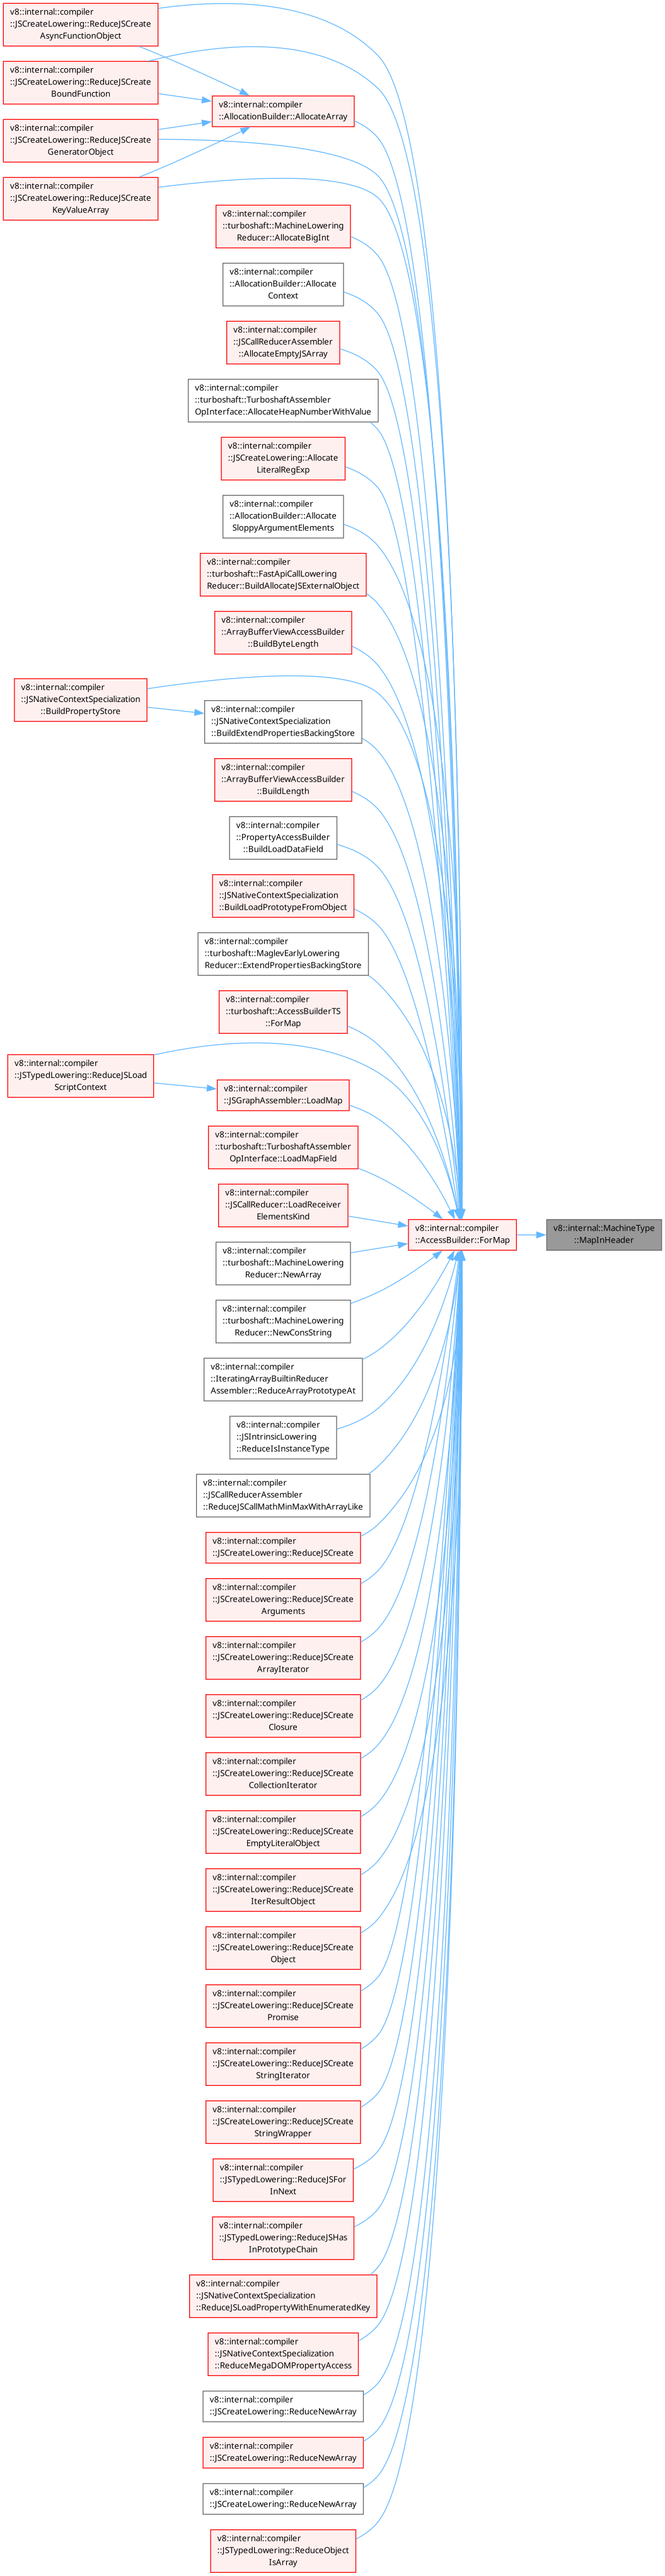 v8::internal::compiler
::JSCreateLowering::ReduceJSCreate
AsyncFunctionObject
v8::internal::compiler
::JSCreateLowering::ReduceJSCreate
BoundFunction
v8::internal::compiler
::AllocationBuilder::AllocateArray
v8::internal::compiler
::JSCreateLowering::ReduceJSCreate
GeneratorObject
v8::internal::compiler
::JSCreateLowering::ReduceJSCreate
KeyValueArray
v8::internal::compiler
::turboshaft::MachineLowering
Reducer::AllocateBigInt
v8::internal::compiler
::AllocationBuilder::Allocate
Context
v8::internal::compiler
::JSCallReducerAssembler
::AllocateEmptyJSArray
v8::internal::compiler
::turboshaft::TurboshaftAssembler
OpInterface::AllocateHeapNumberWithValue
v8::internal::compiler
::JSCreateLowering::Allocate
LiteralRegExp
v8::internal::compiler
::AllocationBuilder::Allocate
SloppyArgumentElements
v8::internal::compiler
::turboshaft::FastApiCallLowering
Reducer::BuildAllocateJSExternalObject
v8::internal::compiler
::ArrayBufferViewAccessBuilder
::BuildByteLength
v8::internal::compiler
::JSNativeContextSpecialization
::BuildPropertyStore
v8::internal::compiler
::JSNativeContextSpecialization
::BuildExtendPropertiesBackingStore
v8::internal::compiler
::ArrayBufferViewAccessBuilder
::BuildLength
v8::internal::compiler
::PropertyAccessBuilder
::BuildLoadDataField
v8::internal::compiler
::JSNativeContextSpecialization
::BuildLoadPrototypeFromObject
v8::internal::compiler
::turboshaft::MaglevEarlyLowering
Reducer::ExtendPropertiesBackingStore
v8::internal::compiler
::turboshaft::AccessBuilderTS
::ForMap
v8::internal::compiler
::JSTypedLowering::ReduceJSLoad
ScriptContext
v8::internal::compiler
::JSGraphAssembler::LoadMap
v8::internal::compiler
::turboshaft::TurboshaftAssembler
OpInterface::LoadMapField
v8::internal::compiler
::JSCallReducer::LoadReceiver
ElementsKind
v8::internal::compiler
::AccessBuilder::ForMap
v8::internal::MachineType
::MapInHeader
v8::internal::compiler
::turboshaft::MachineLowering
Reducer::NewArray
v8::internal::compiler
::turboshaft::MachineLowering
Reducer::NewConsString
v8::internal::compiler
::IteratingArrayBuiltinReducer
Assembler::ReduceArrayPrototypeAt
v8::internal::compiler
::JSIntrinsicLowering
::ReduceIsInstanceType
v8::internal::compiler
::JSCallReducerAssembler
::ReduceJSCallMathMinMaxWithArrayLike
v8::internal::compiler
::JSCreateLowering::ReduceJSCreate
v8::internal::compiler
::JSCreateLowering::ReduceJSCreate
Arguments
v8::internal::compiler
::JSCreateLowering::ReduceJSCreate
ArrayIterator
v8::internal::compiler
::JSCreateLowering::ReduceJSCreate
Closure
v8::internal::compiler
::JSCreateLowering::ReduceJSCreate
CollectionIterator
v8::internal::compiler
::JSCreateLowering::ReduceJSCreate
EmptyLiteralObject
v8::internal::compiler
::JSCreateLowering::ReduceJSCreate
IterResultObject
v8::internal::compiler
::JSCreateLowering::ReduceJSCreate
Object
v8::internal::compiler
::JSCreateLowering::ReduceJSCreate
Promise
v8::internal::compiler
::JSCreateLowering::ReduceJSCreate
StringIterator
v8::internal::compiler
::JSCreateLowering::ReduceJSCreate
StringWrapper
v8::internal::compiler
::JSTypedLowering::ReduceJSFor
InNext
v8::internal::compiler
::JSTypedLowering::ReduceJSHas
InPrototypeChain
v8::internal::compiler
::JSNativeContextSpecialization
::ReduceJSLoadPropertyWithEnumeratedKey
v8::internal::compiler
::JSNativeContextSpecialization
::ReduceMegaDOMPropertyAccess
v8::internal::compiler
::JSCreateLowering::ReduceNewArray
v8::internal::compiler
::JSCreateLowering::ReduceNewArray
v8::internal::compiler
::JSCreateLowering::ReduceNewArray
v8::internal::compiler
::JSTypedLowering::ReduceObject
IsArray